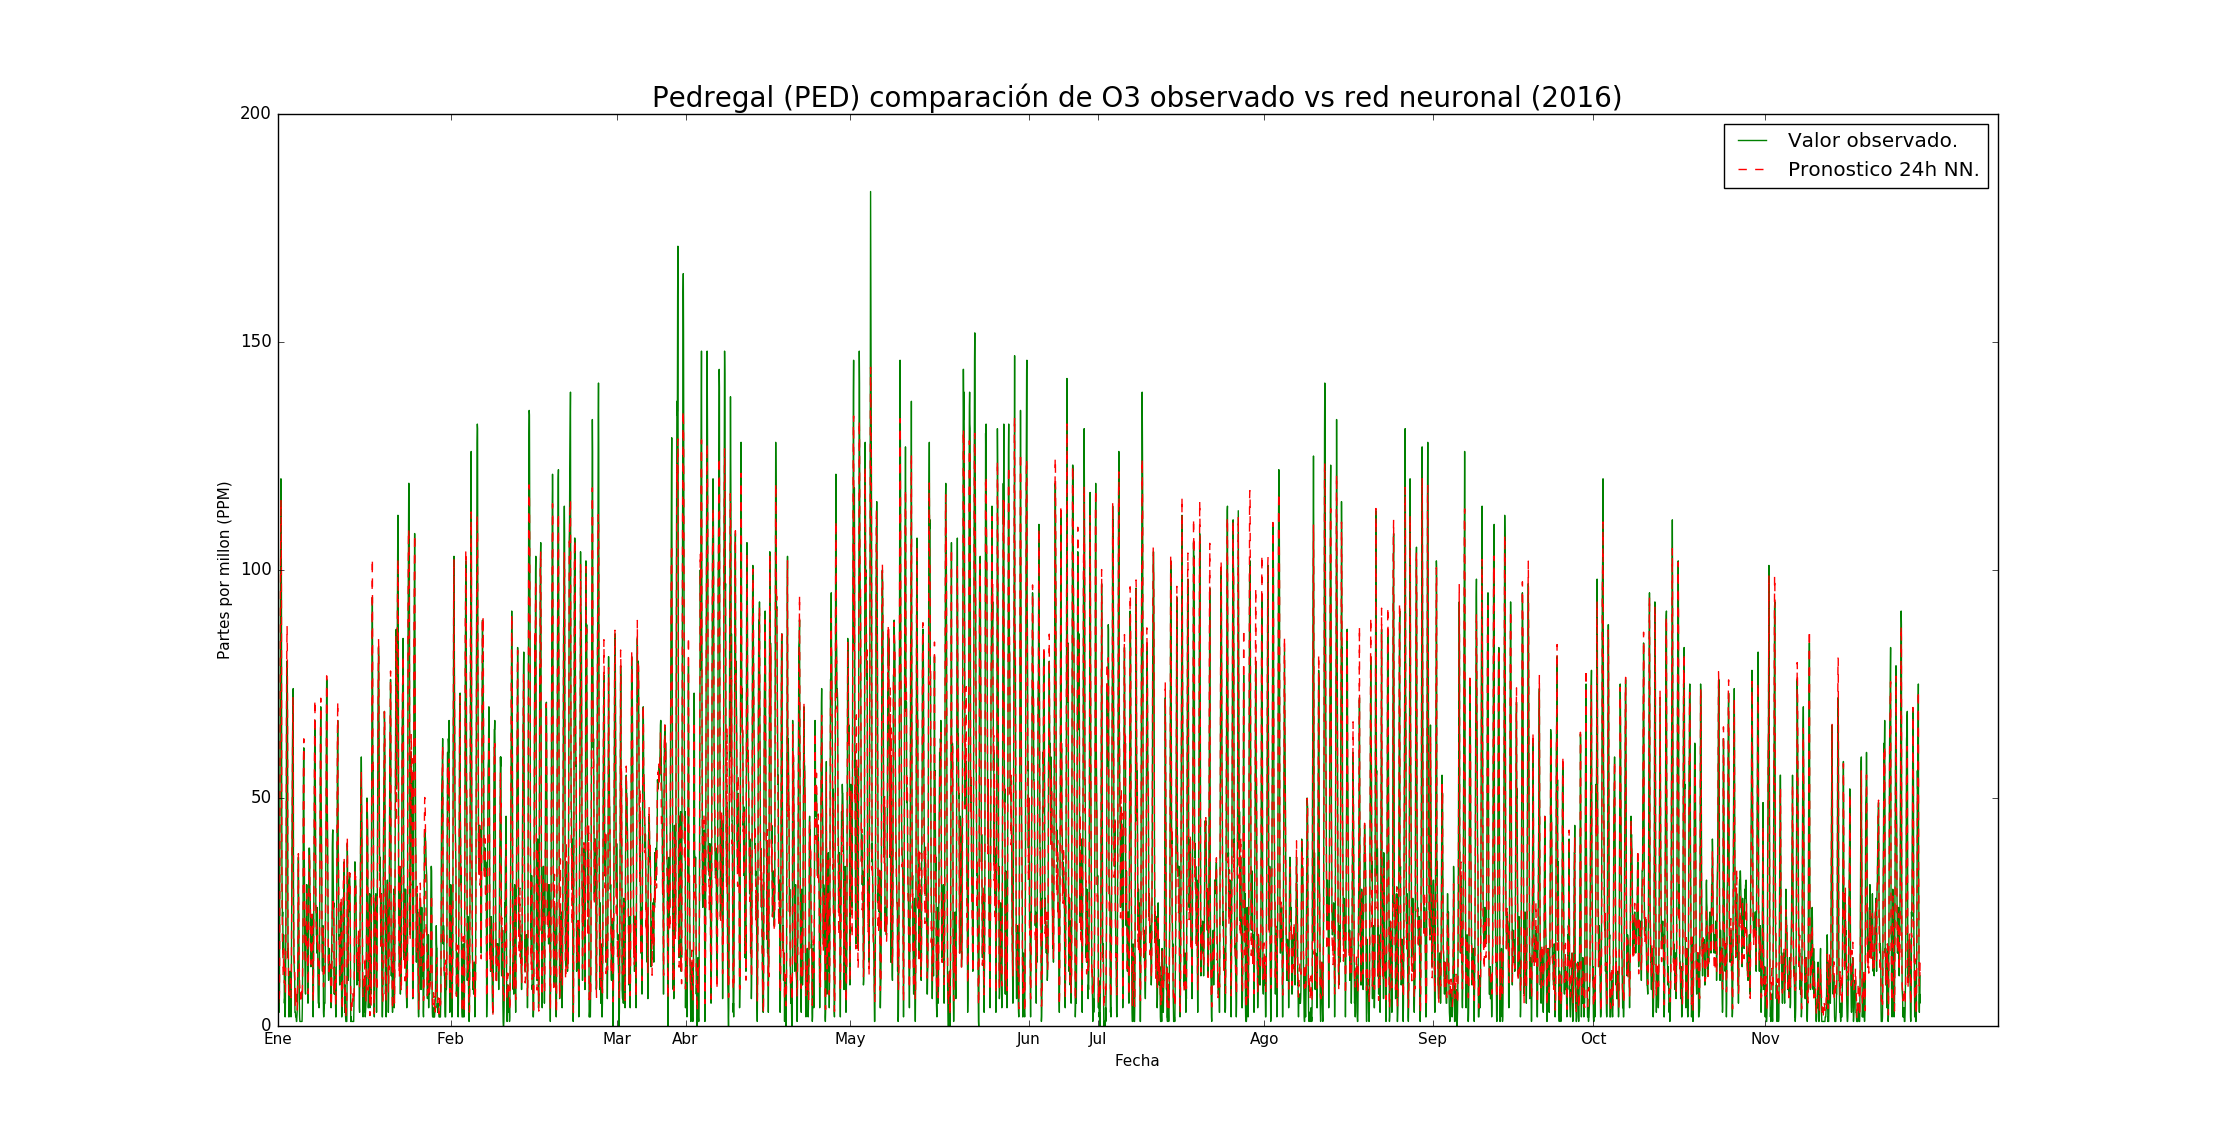 Pedregal (PED) comparación de O3 observado vs red neuronal (2016)
Valor observado.
Pronostico 24h NN.
Partes por millon (PPM)
200
150
100
50
0
Ene Feb Mar Abr May Jun Jul Ago Sep Oct Nov
Fecha